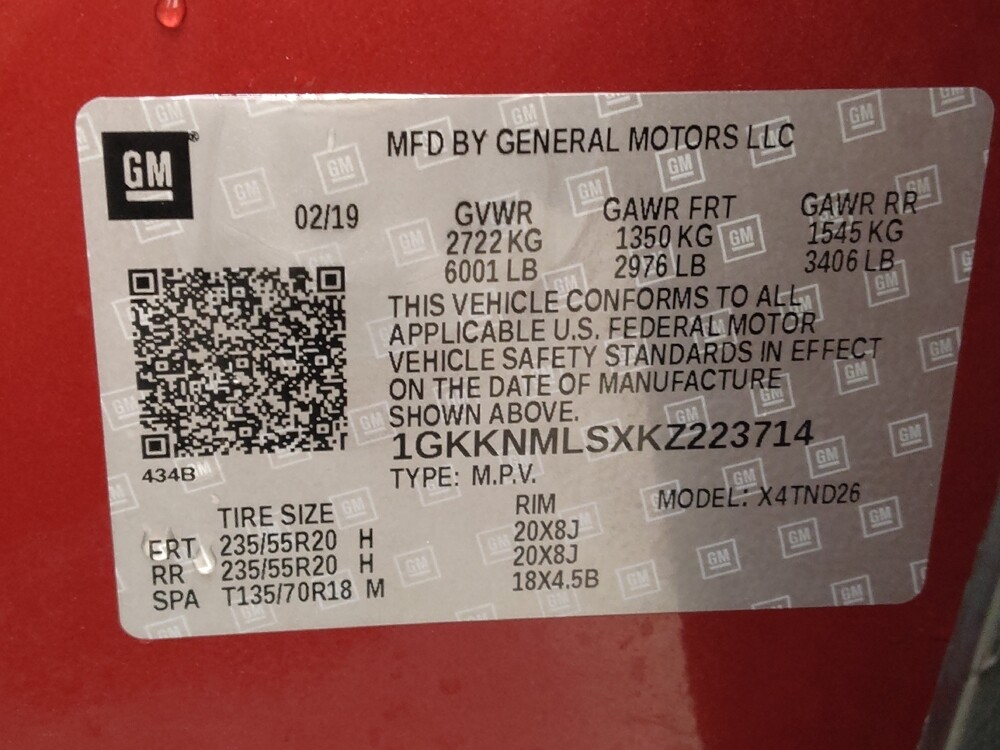 GM
MFD BY GENERAL MOTORS LLC
02/19
GVWR GAWR FRT GAWR RR
2722 KG 1350 KG 1545 KG
6001 LB 2976 LB 3406 LB
THIS VEHICLE CONFORMS TO ALL
APPLICABLE U.S. FEDERAL MOTOR
VEHICLE SAFETY STANDARDS IN EFFECT
ON THE DATE OF MANUFACTURE
SHOWN ABOVE.
1GKKNMLSXKZ223714
434B
TYPE: M.P.V.
MODEL: X4TND26
TIRE SIZE RIM
FRT 235/55R20 H 20X8J
RR 235/55R20 H 20X8J
SPA T135/70R18 M 18X4.5B